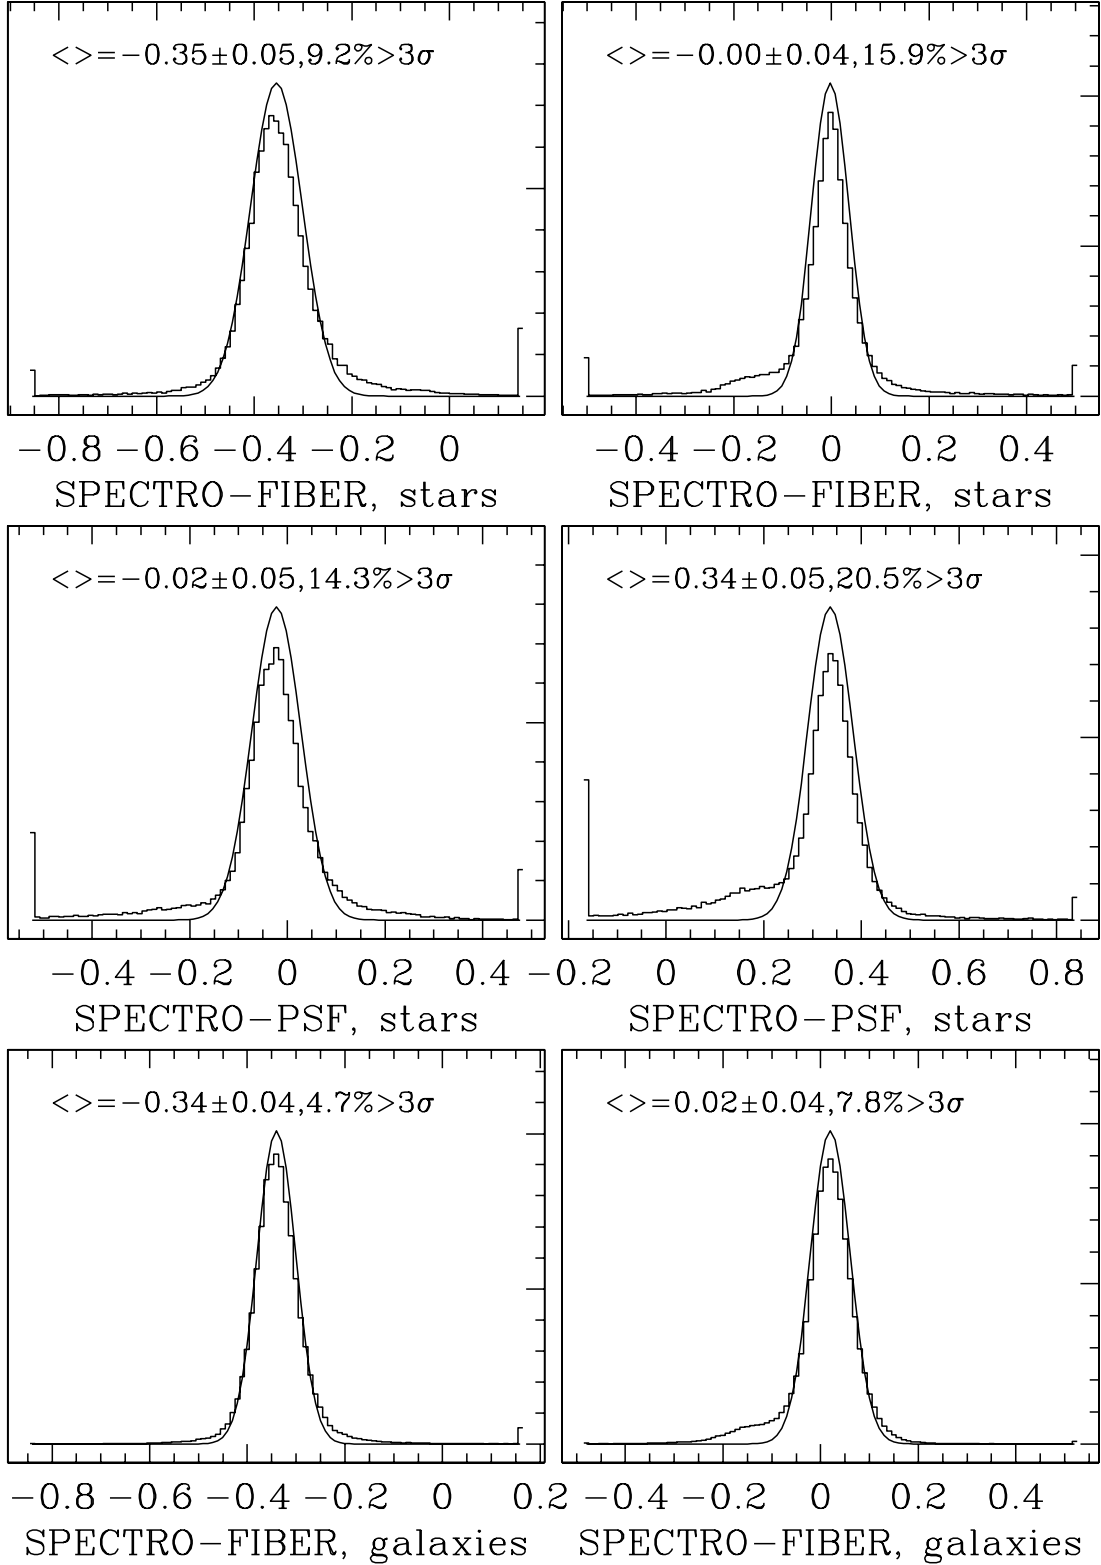 <>=−0.35±0.05,9.2%>3σ
<>=−0.00±0.04,15.9%>3σ
−0.8 −0.6 −0.4 −0.2 0
−0.4 −0.2 0 0.2 0.4
SPECTRO−FIBER, stars
SPECTRO−FIBER, stars
<>=−0.02±0.05,14.3%>3σ
<>=0.34±0.05,20.5%>3σ
−0.4 −0.2 0 0.2 0.4
−0.2 0 0.2 0.4 0.6 0.8
SPECTRO−PSF, stars
SPECTRO−PSF, stars
<>=−0.34±0.04,4.7%>3σ
<>=0.02±0.04,7.8%>3σ
−0.8 −0.6 −0.4 −0.2 0 0.2
−0.4 −0.2 0 0.2 0.4
SPECTRO−FIBER, galaxies
SPECTRO−FIBER, galaxies